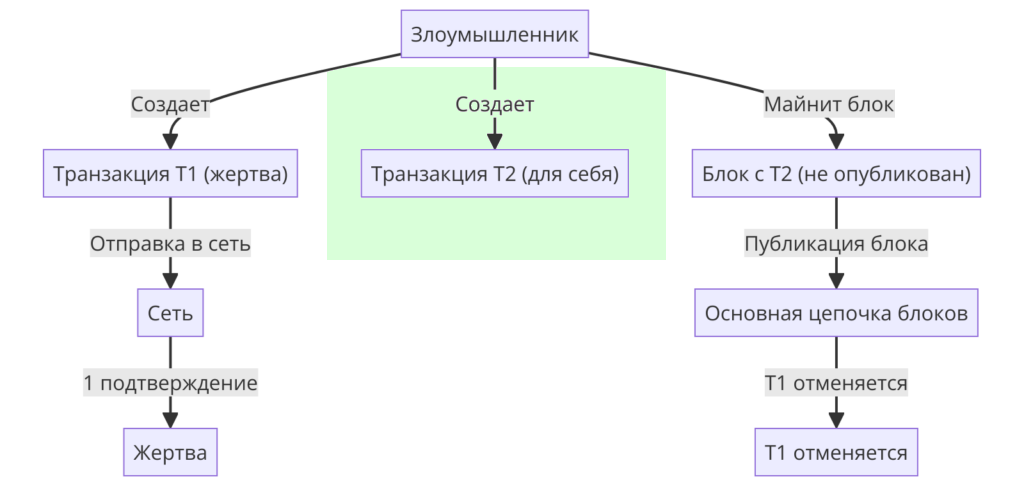 Злоумышленник
Создает
Создает
Майнит блок
Транзакция T1 (жертва)
Транзакция T2 (для себя)
Блок с T2 (не опубликован)
Отправка в сеть
Публикация блока
Сеть
Основная цепочка блоков
1 подтверждение
T1 отменяется
Жертва
T1 отменяется